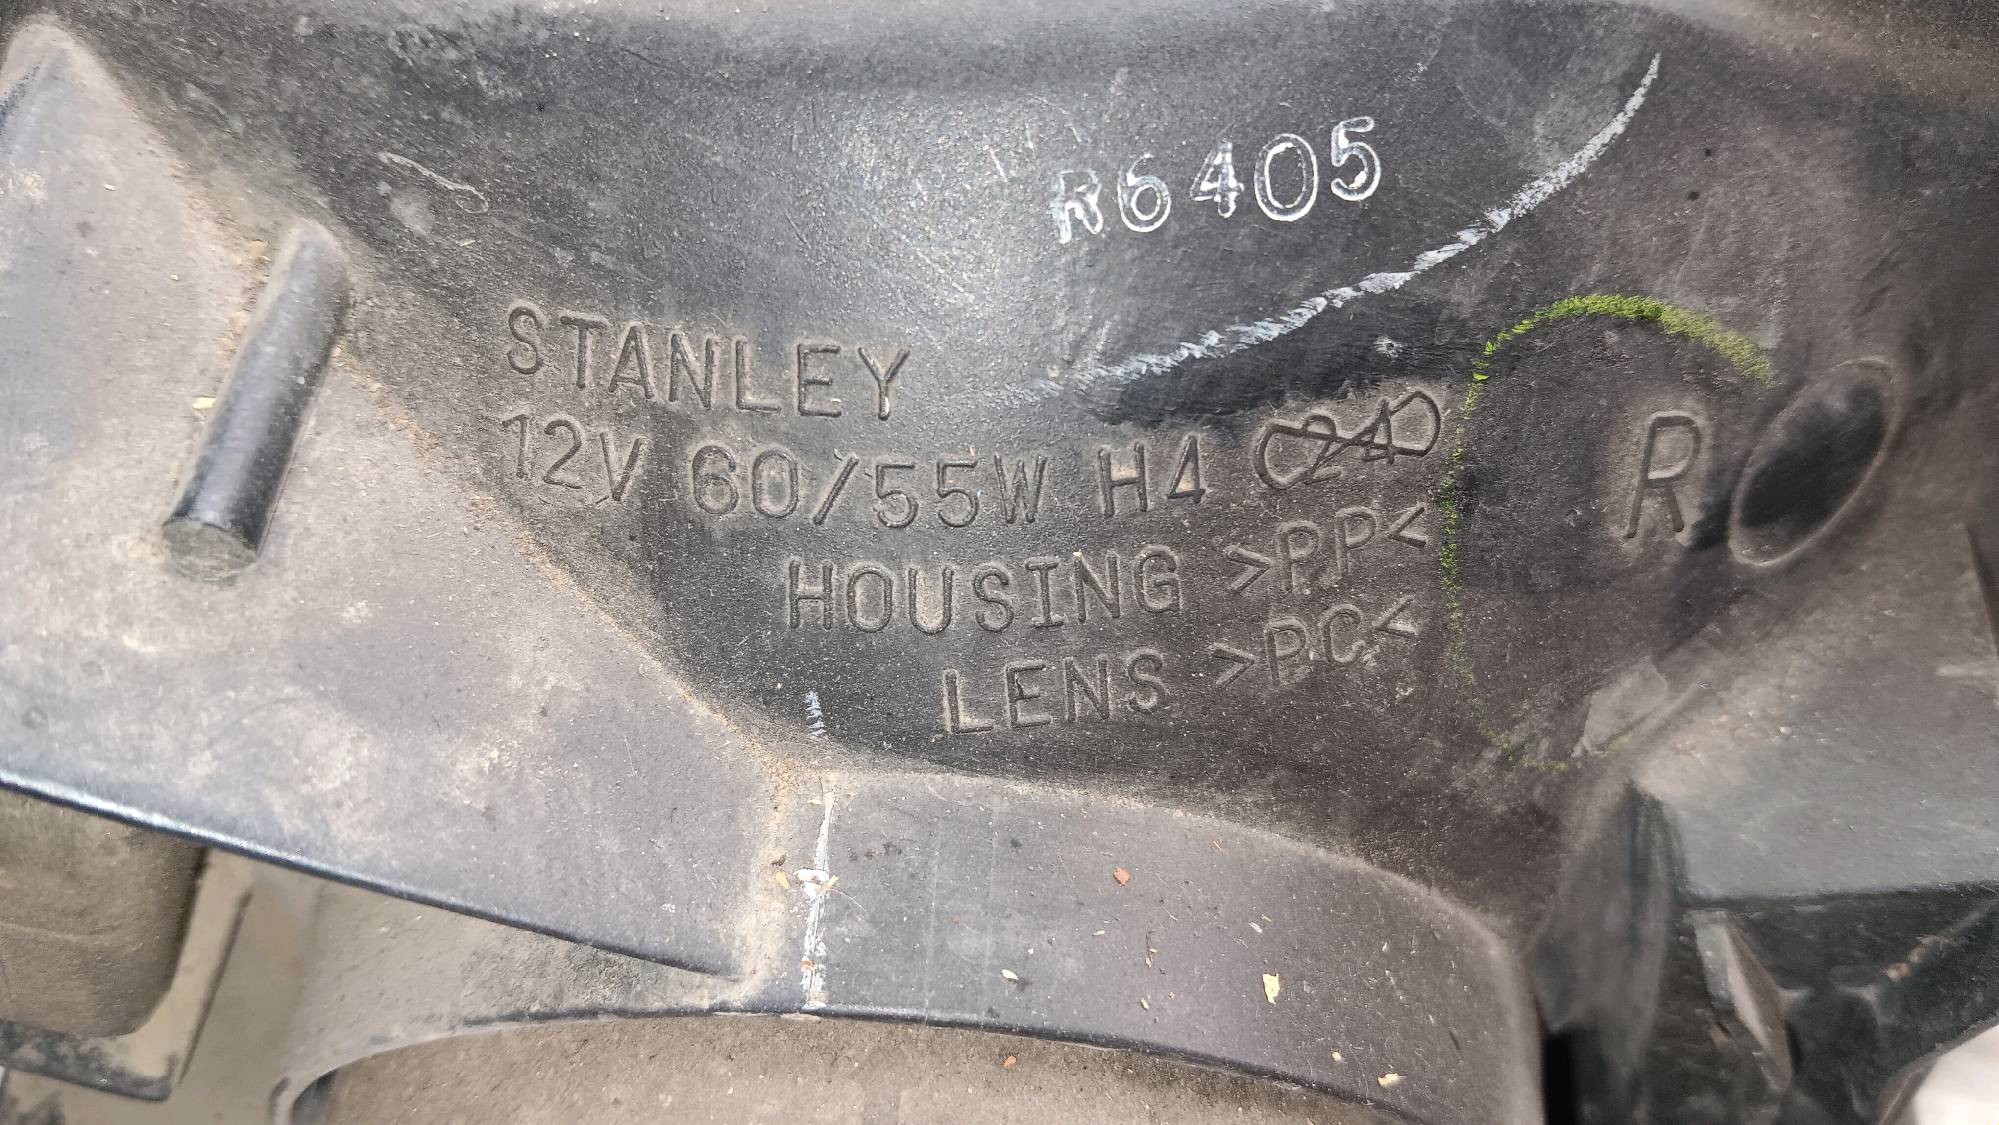 R6405
STANLEY
12V 60/55W H4
HOUSING >PP<
LENS >PC<
R